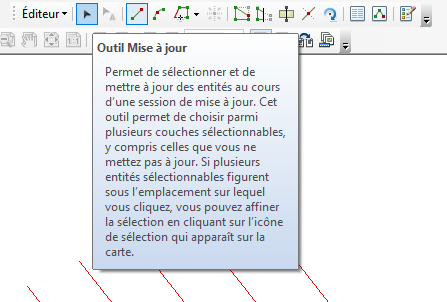 Éditeur
Outil Mise à jour
Permet de sélectionner et de
mettre à jour des entités au cours
d'une session de mise à jour. Cet
outil permet de choisir parmi
plusieurs couches sélectionnables,
y compris celles que vous ne
mettez pas à jour. Si plusieurs
entités sélectionnables figurent
sous l'emplacement sur lequel
vous cliquez, vous pouvez affiner
la sélection en cliquant sur l'icône
de sélection qui apparaît sur la
carte.